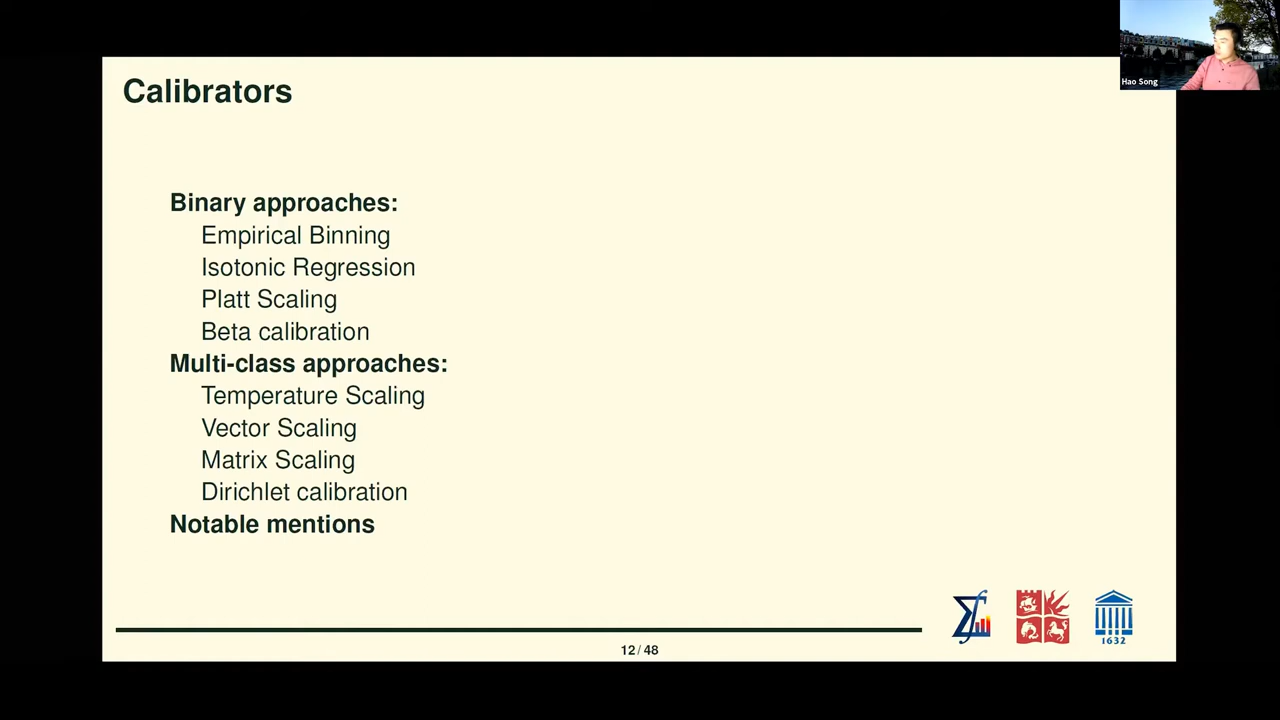 Hao Song
Calibrators
Binary approaches:
Empirical Binning
Isotonic Regression
Platt Scaling
Beta calibration
Multi-class approaches:
Temperature Scaling
Vector Scaling
Matrix Scaling
Dirichlet calibration
Notable mentions
1632
12/48